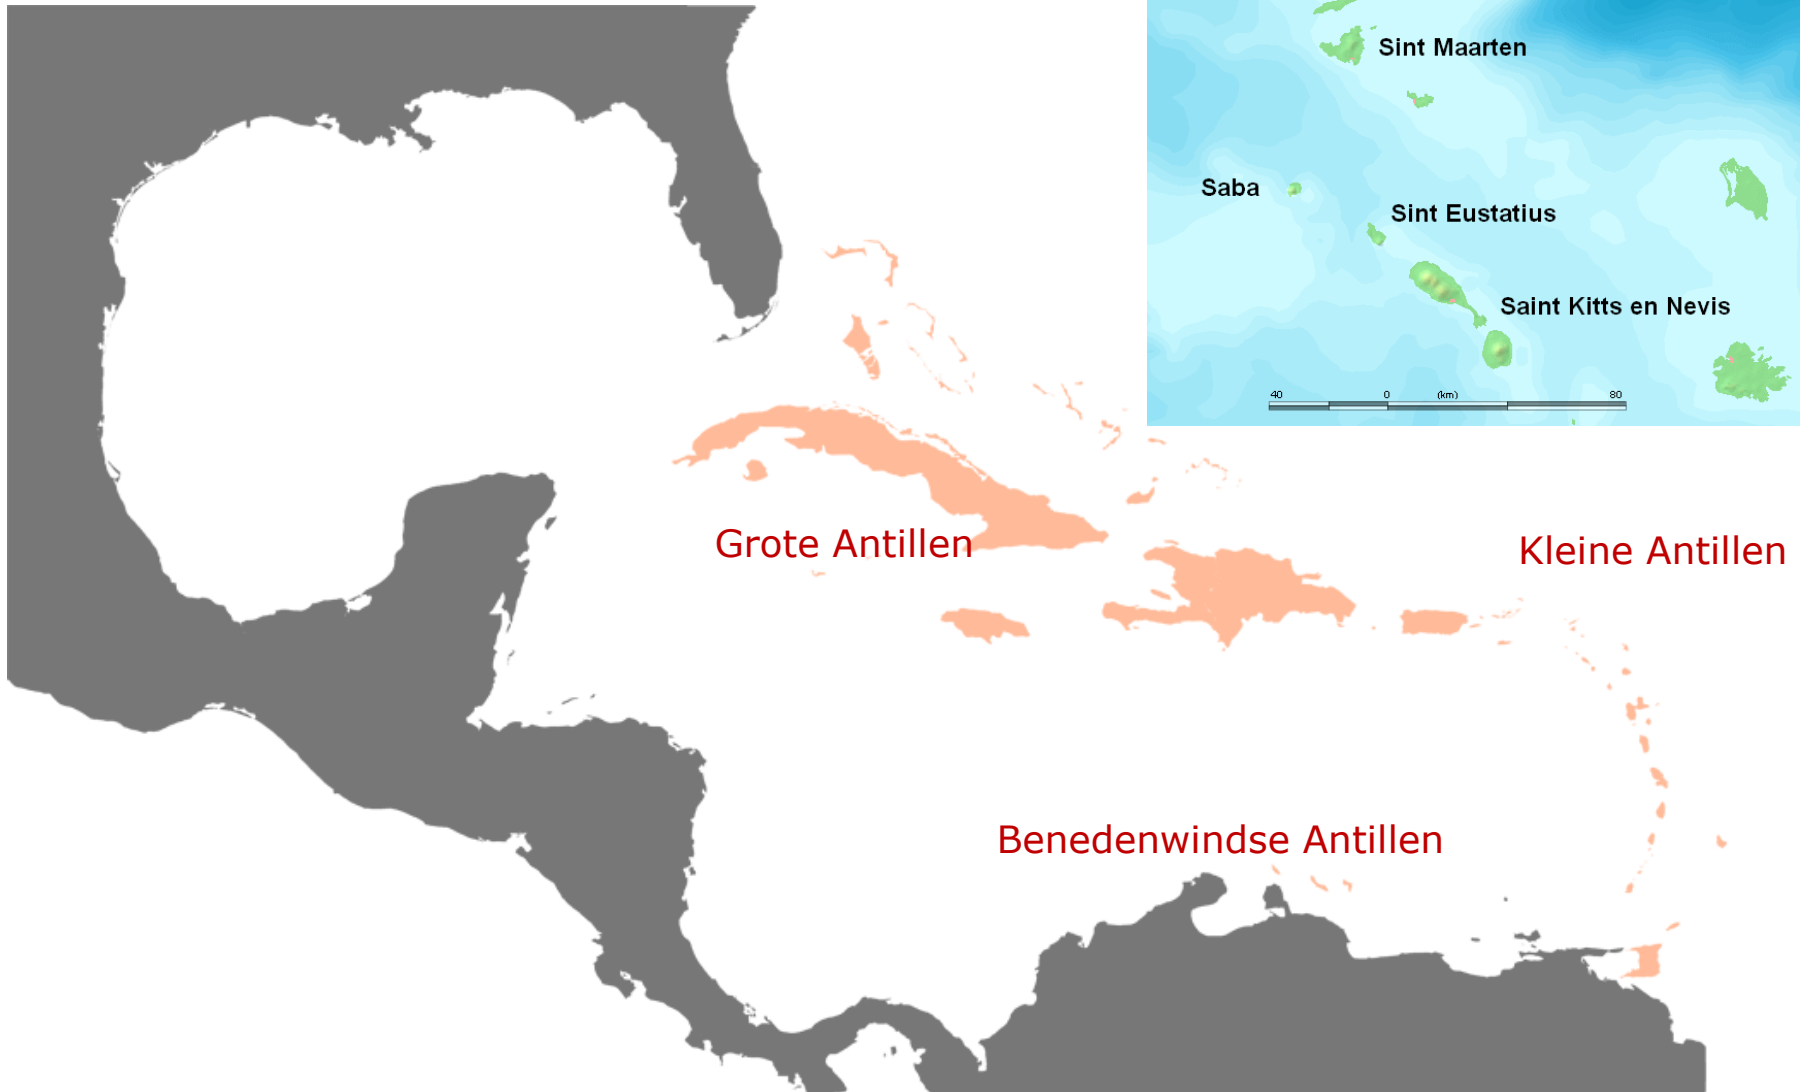 Sint Maarten
Saba
Sint Eustatius
Saint Kitts en Nevis
40 0 (km) 80
Grote Antillen
Kleine Antillen
Benedenwindse Antillen